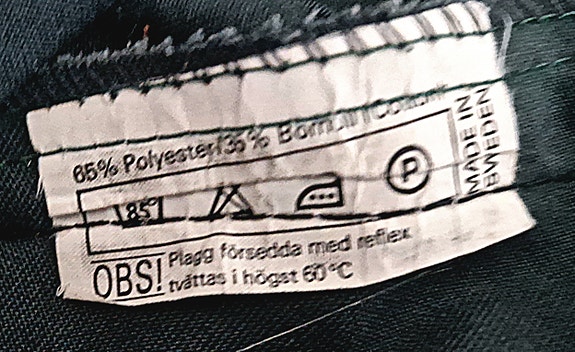 65% Polyester/35% Bomull/Cotton
85°
P
MADE IN
SWEDEN
OBS! Plagg försedda med reflex
tvättas i högst 60°C